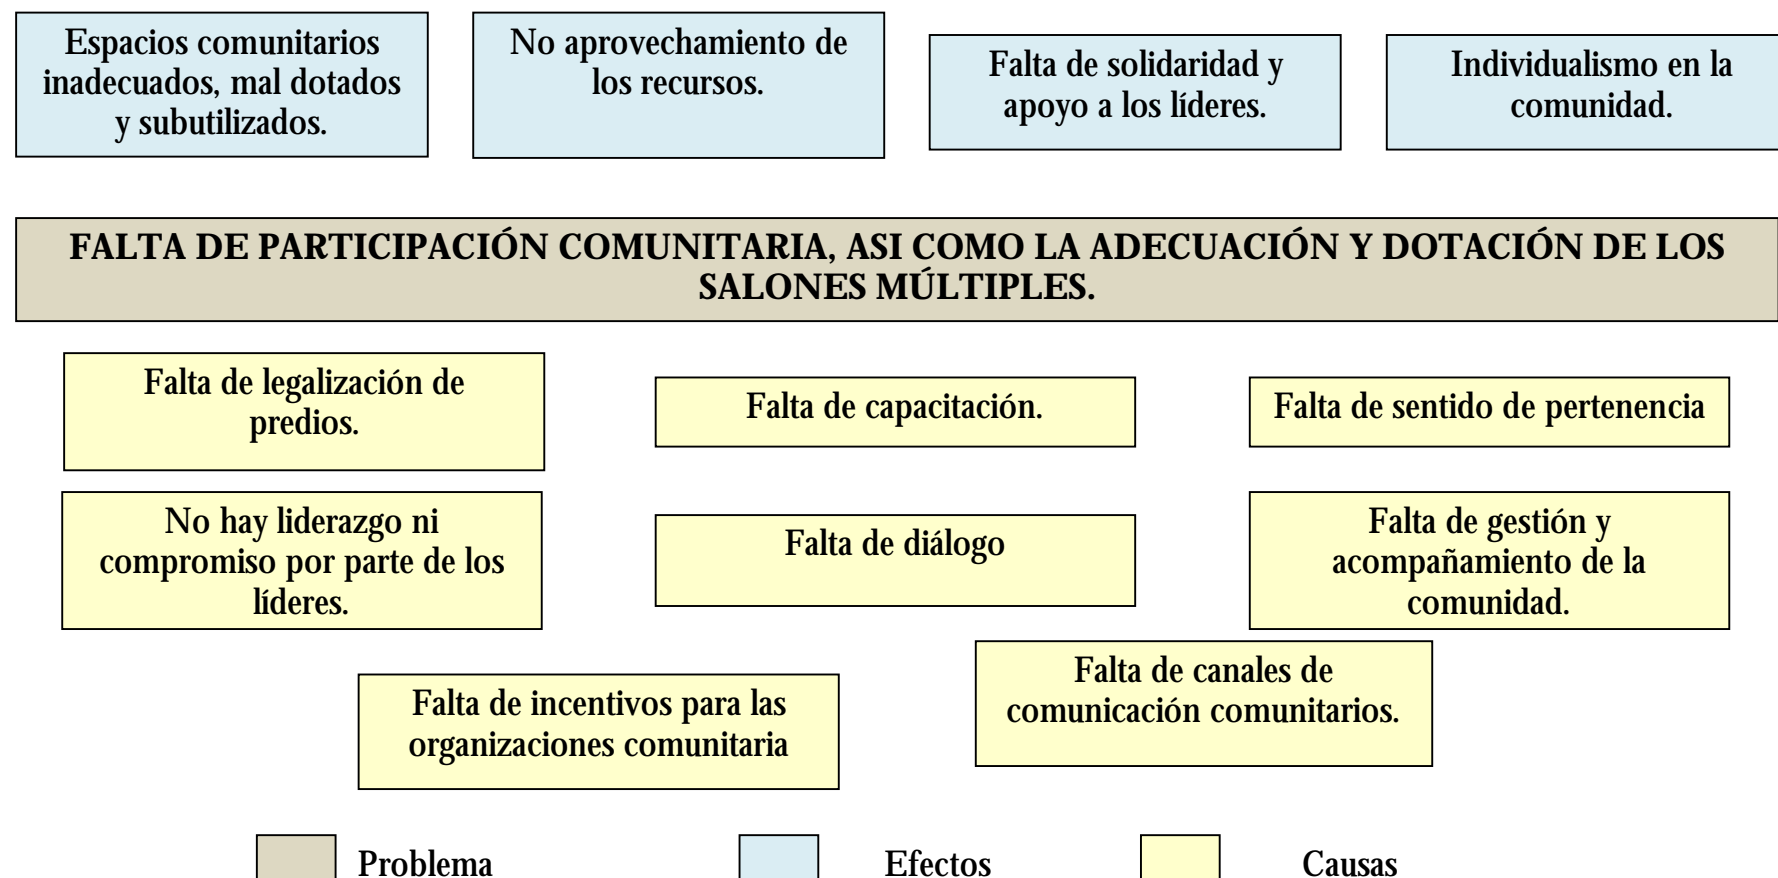 Espacios comunitarios
inadecuados, mal dotados
y subutilizados.
No aprovechamiento de
los recursos.
Falta de solidaridad y
apoyo a los líderes.
Individualismo en la
comunidad.
FALTA DE PARTICIPACIÓN COMUNITARIA, ASI COMO LA ADECUACIÓN Y DOTACIÓN DE LOS
SALONES MÚLTIPLES.
Falta de legalización de
predios.
Falta de capacitación.
Falta de sentido de pertenencia
No hay liderazgo ni
compromiso por parte de los
líderes.
Falta de diálogo
Falta de gestión y
acompañamiento de la
comunidad.
Falta de incentivos para las
organizaciones comunitaria
Falta de canales de
comunicación comunitarios.
Problema
Efectos
Causas